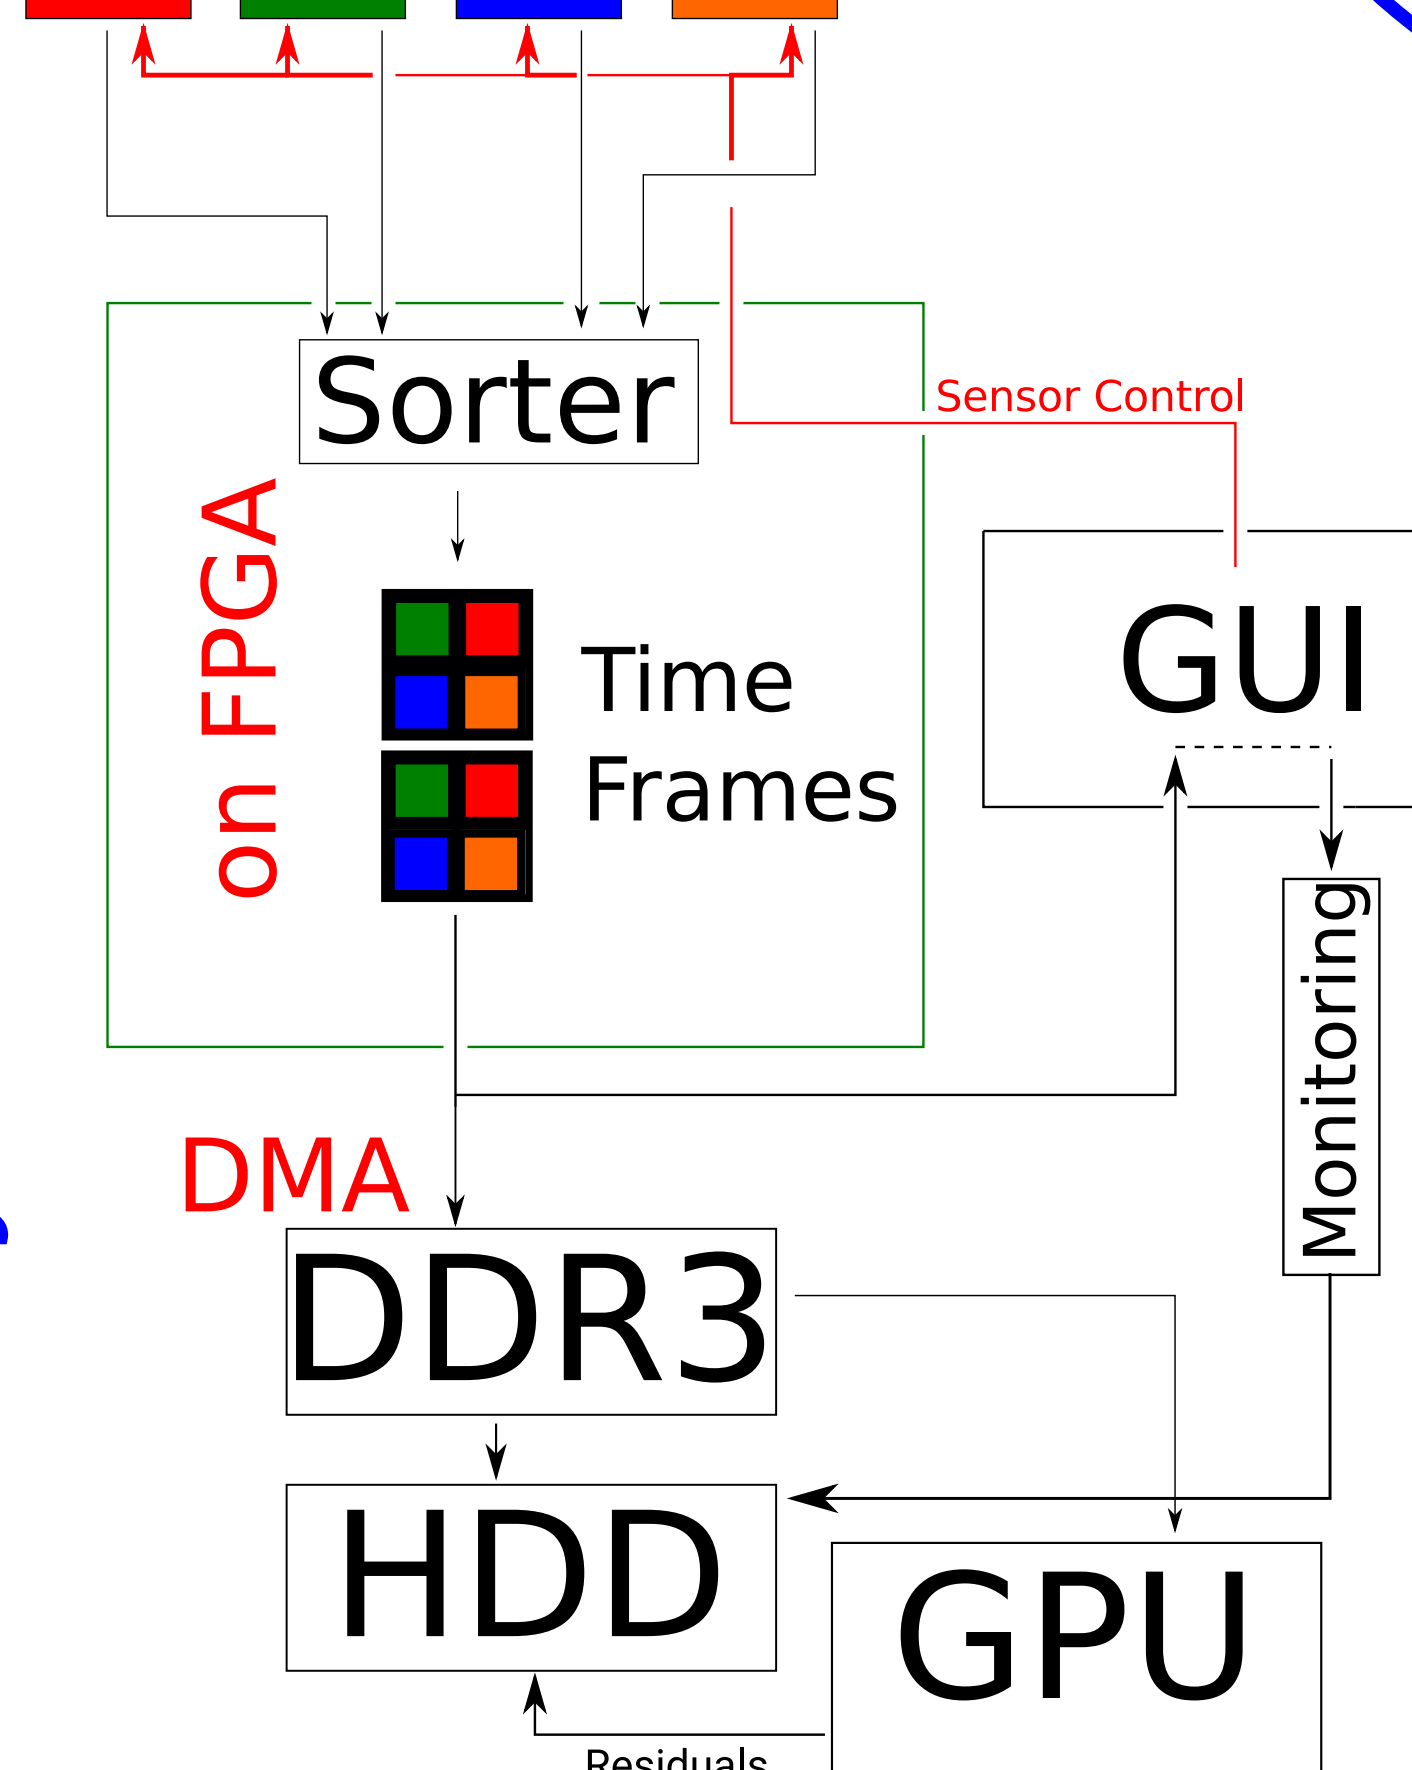 Sorter
Sensor Control
on FPGA
Time
Frames
GUI
Monitoring
DMA
DDR3
HDD
GPU
Residuals